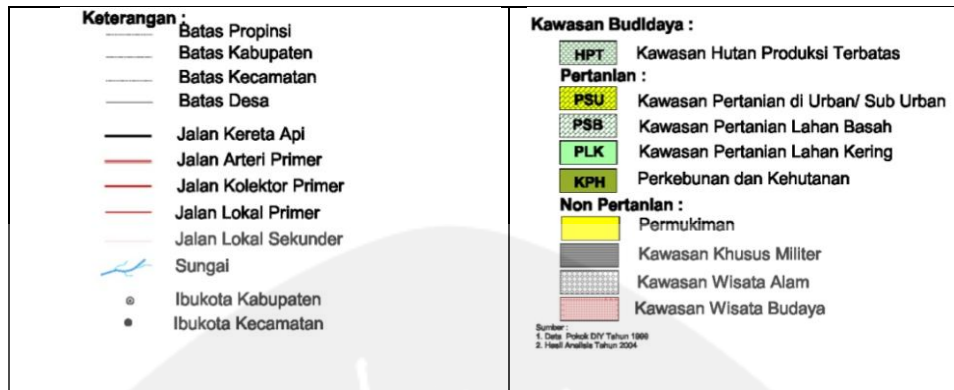 Keterangan :
Batas Propinsi
Batas Kabupaten
Batas Kecamatan
Batas Desa
Jalan Kereta Api
Jalan Arteri Primer
Jalan Kolektor Primer
Jalan Lokal Primer
Jalan Lokal Sekunder
Sungai
Ibukota Kabupaten
Ibukota Kecamatan
Kawasan Budidaya :
HPT Kawasan Hutan Produksi Terbatas
Pertanian :
PSU Kawasan Pertanian di Urban/ Sub Urban
PSB Kawasan Pertanian Lahan Basah
PLK Kawasan Pertanian Lahan Kering
KPH Perkebunan dan Kehutanan
Non Pertanian :
Permukiman
Kawasan Khusus Militer
Kawasan Wisata Alam
Kawasan Wisata Budaya
Sumber :
1. Data Pokok DIY Tahun 1998
2. Hasil Analisis Tahun 2004